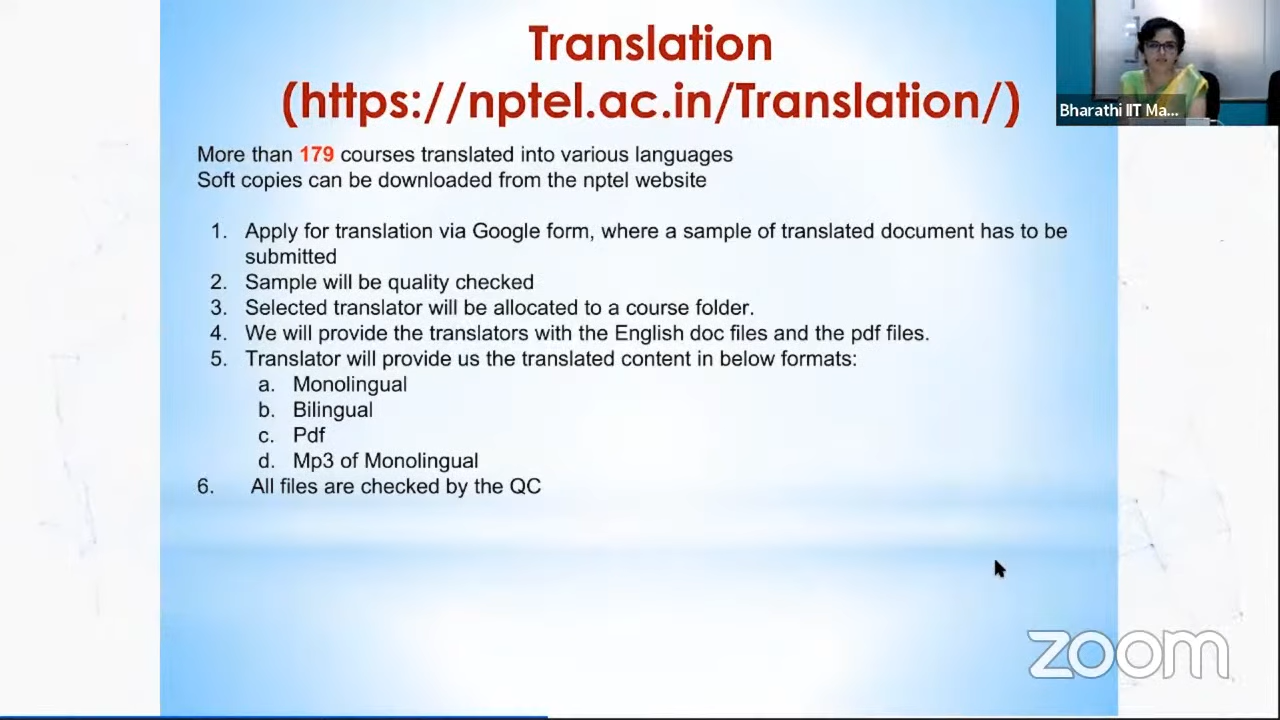 Translation
(https://nptel.ac.in/Translation/)
Bharathi IIT Ma...
More than 179 courses translated into various languages
Soft copies can be downloaded from the nptel website
1. Apply for translation via Google form, where a sample of translated document has to be
submitted
2. Sample will be quality checked
3. Selected translator will be allocated to a course folder.
4. We will provide the translators with the English doc files and the pdf files.
5. Translator will provide us the translated content in below formats:
a. Monolingual
b. Bilingual
c. Pdf
d. Mp3 of Monolingual
6. All files are checked by the QC
zoom